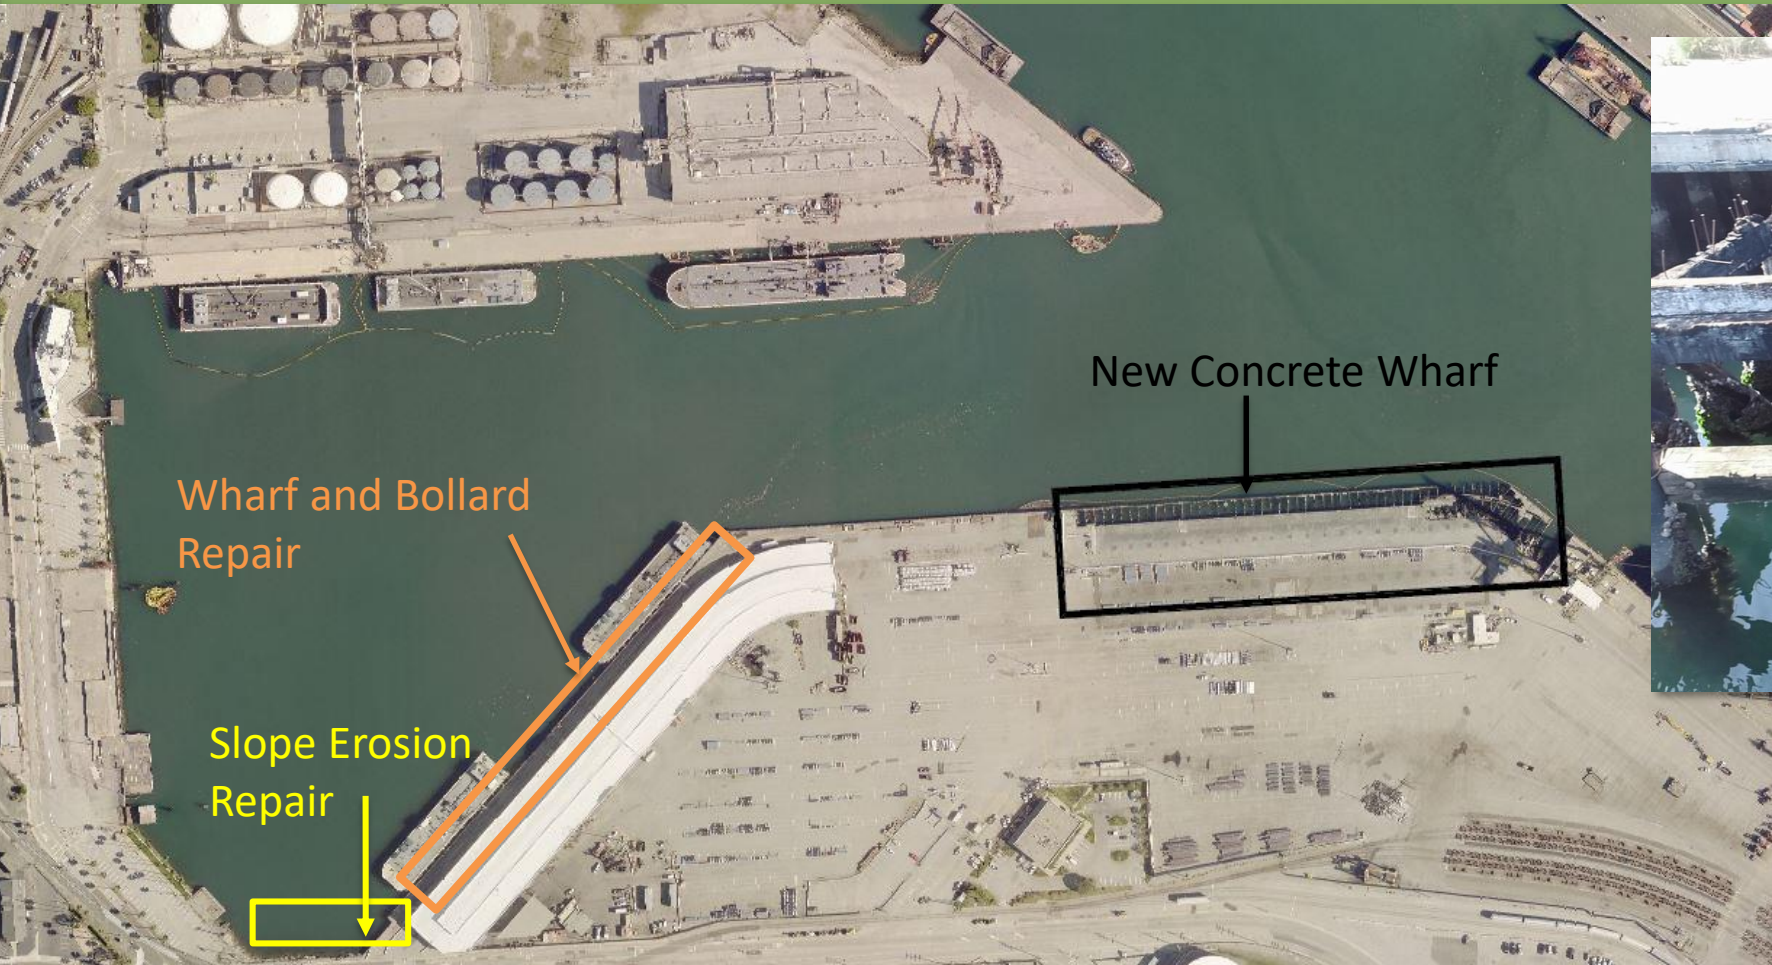 New Concrete Wharf
Wharf and Bollard
Repair
Slope Erosion
Repair